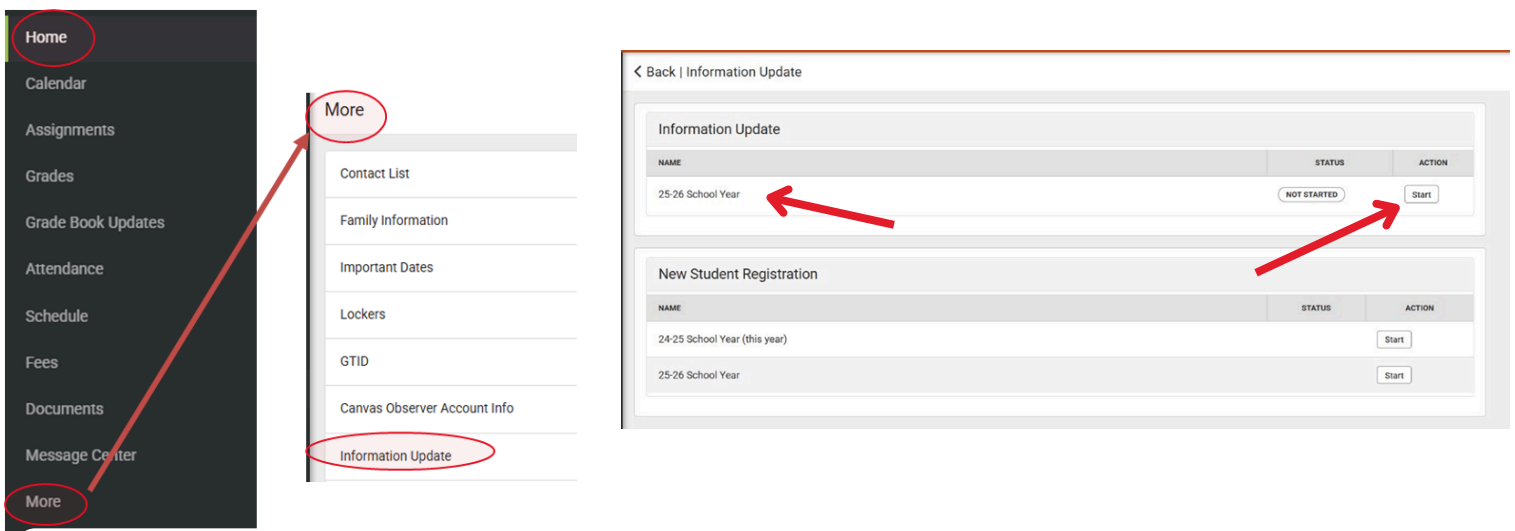 Home
Calendar
Assignments
Grades
Grade Book Updates
Attendance
Schedule
Fees
Documents
Message Center
More
More
Contact List
Family Information
Important Dates
Lockers
GTID
Canvas Observer Account Info
Information Update
Back | Information Update
Information Update
NAME STATUS ACTION
25-26 School Year NOT STARTED Start
New Student Registration
NAME STATUS ACTION
24-25 School Year (this year) Start
25-26 School Year Start